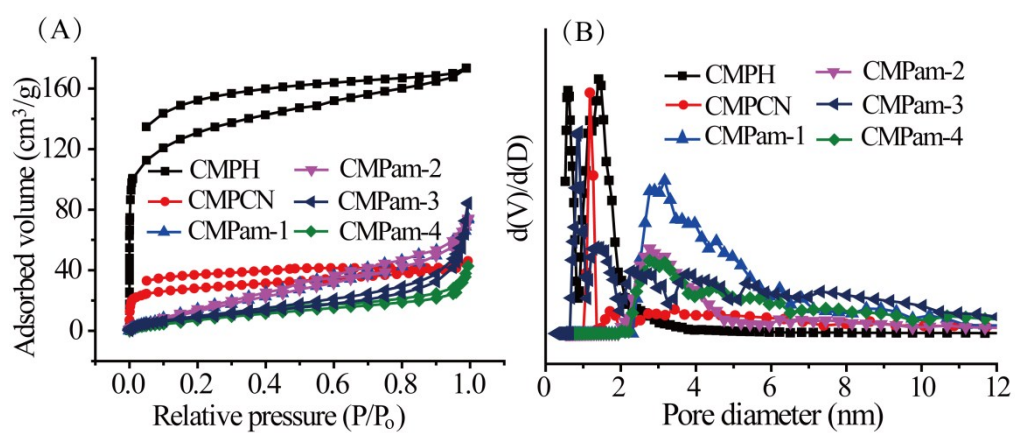 (A)
Adsorbed volume (cm³/g)
160
120
80
40
0
CMPH
CMPCN
CMPam-1
CMPam-2
CMPam-3
CMPam-4
0.0 0.2 0.4 0.6 0.8 1.0
Relative pressure (P/Pₒ)
(B)
d(V)/d(D)
CMPH
CMPCN
CMPam-1
CMPam-2
CMPam-3
CMPam-4
0 2 4 6 8 10 12
Pore diameter (nm)